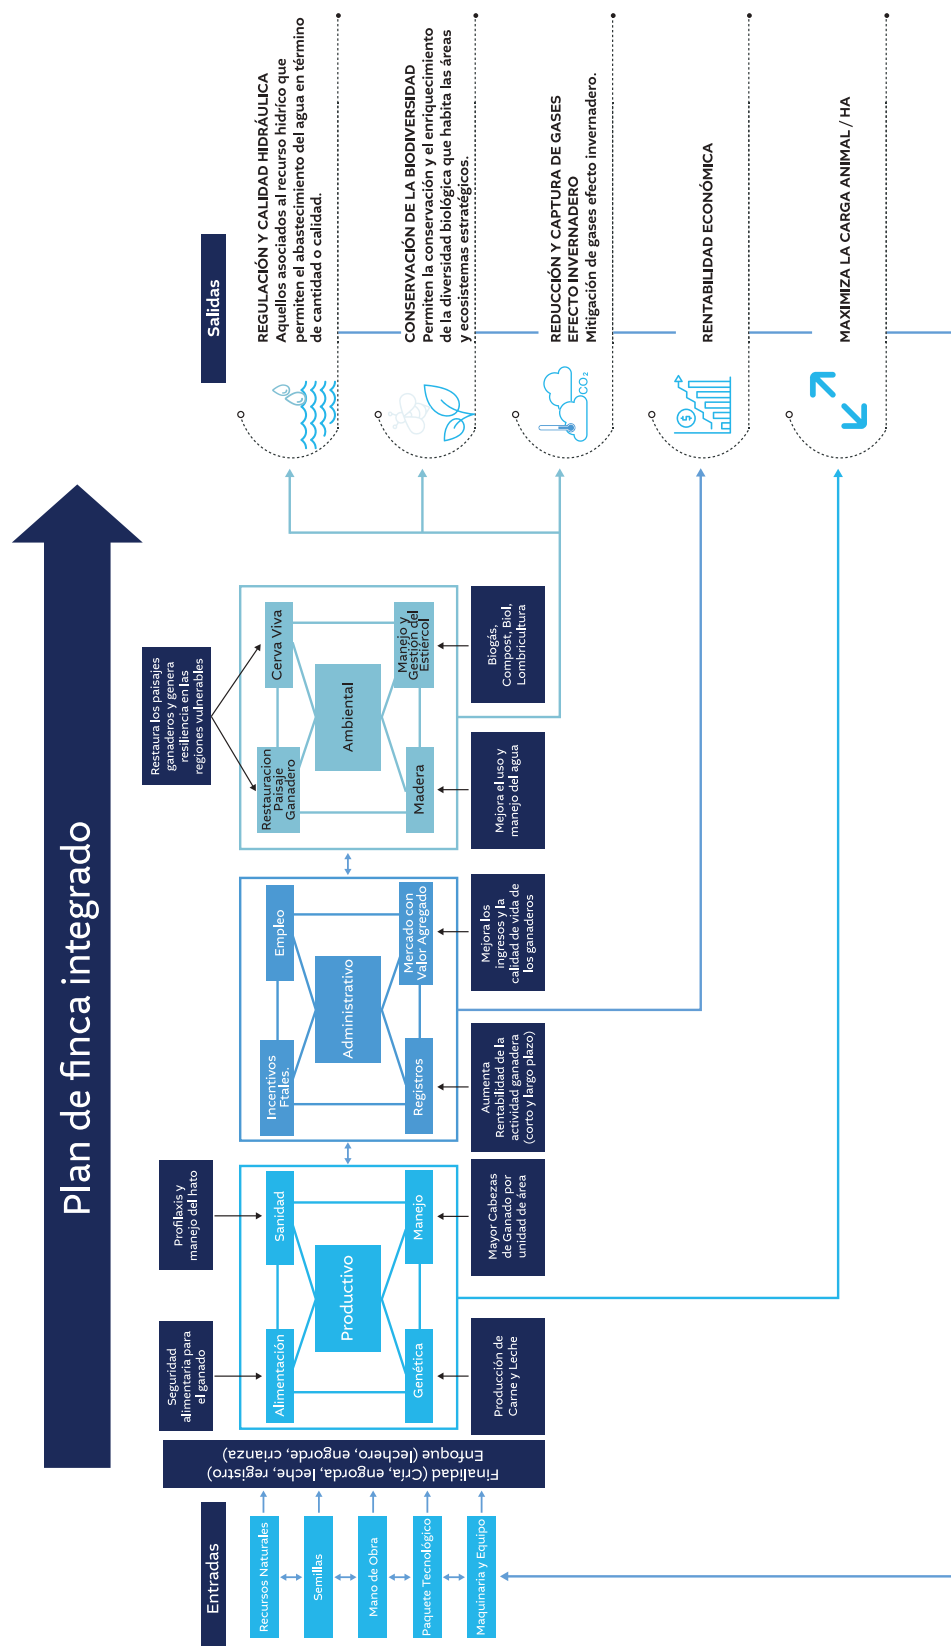 Plan de finca integrado
Entradas
Recursos Naturales
Semillas
Mano de Obra
Paquete Tecnológico
Maquinaria y Equipo
Finalidad (Cría, engorda, leche, registro)
Enfoque (lechero, engorde, crianza)
Seguridad
alimentaria para
el ganado
Profilaxis y
manejo del hato
Alimentación
Sanidad
Productivo
Genética
Manejo
Producción de
Carne y Leche
Mayor Cabezas
de Ganado por
unidad de área
Incentivos
Ftales.
Empleo
Administrativo
Registros
Mercado con
Valor Agregado
Aumenta
Rentabilidad de la
actividad ganadera
(corto y largo plazo)
Mejora los
ingresos y la
calidad de vida de
los ganaderos
Restaura los paisajes
ganaderos y genera
resiliencia en las
regiones vulnerables
Restauracion
Paisaje
Ganadero
Cerva Viva
Ambiental
Madera
Manejo y
Gestión del
Estiércol
Mejora el uso y
manejo del agua
Biogás,
Compost, Biol,
Lombricultura
Salidas
REGULACIÓN Y CALIDAD HIDRÁULICA
Aquellos asociados al recurso hidríco que
permiten el abastecimiento del agua en término
de cantidad o calidad.
CONSERVACIÓN DE LA BIODIVERSIDAD
Permiten la conservación y el enriquecimiento
de la diversidad biológica que habita las áreas
y ecosistemas estratégicos.
CO₂
REDUCCIÓN Y CAPTURA DE GASES
EFECTO INVERNADERO
Mitigación de gases efecto invernadero.
$
RENTABILIDAD ECONÓMICA
MAXIMIZA LA CARGA ANIMAL / HA